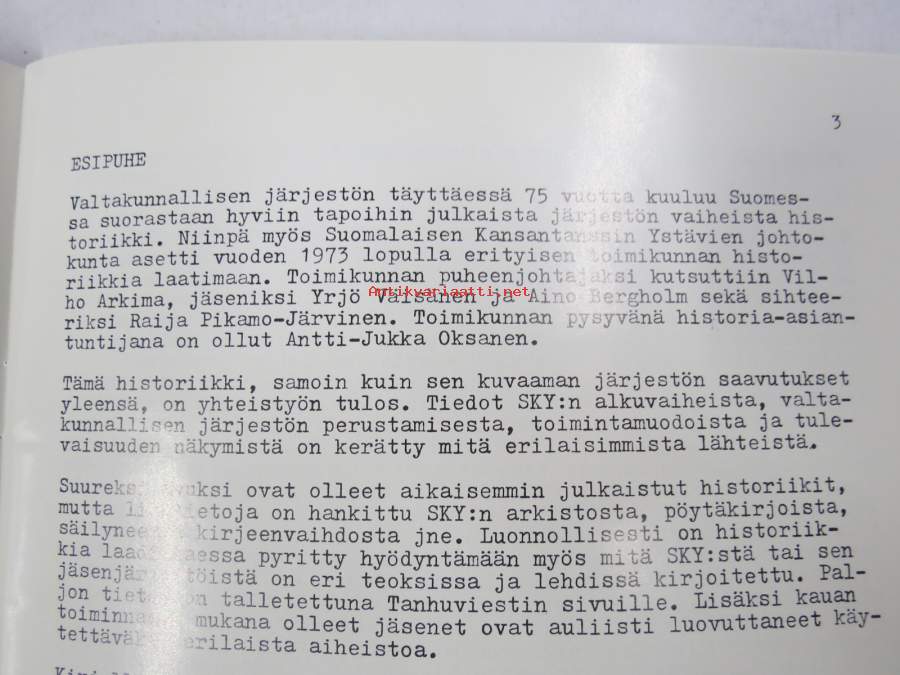 3
ESIPUHE
Valtakunnallisen järjestön täyttäessä 75 vuotta kuuluu Suomes-
sa suorastaan hyviin tapoihin julkaista järjestön vaiheista his-
toriikki. Niinpä myös Suomalaisen Kansantanssin Ystävien johto-
kunta asetti vuoden 1973 lopulla erityisen toimikunnan histo-
riikkia laatimaan. Toimikunnan puheenjohtajaksi kutsuttiin Vil-
Antikvariaatti.net
ho Arkima, jäseniksi Yrjö Väisänen ja Aino Bergholm sekä sihtee-
riksi Raija Pikamo-Järvinen. Toimikunnan pysyvänä historia-asian-
tuntijana on ollut Antti-Jukka Oksanen.
Tämä historiikki, samoin kuin sen kuvaaman järjestön saavutukset
yleensä, on yhteistyön tulos. Tiedot SKY:n alkuvaiheista, valta-
kunnallisen järjestön perustamisesta, toimintamuodoista ja tule-
vaisuuden näkymistä on kerätty mitä erilaisimmista lähteistä.
ovat olleet aikaisemmin julkaistut historiikit,
mutta on hankittu SKY:n arkistosta, pöytäkirjoista,
kirjeenvaihdosta jne. Luonnollisesti on historiik-
kia pyritty hyödyntämään myös mitä SKY:stä tai sen
on eri teoksissa ja lehdissä kirjoitettu. Pal-
jon talletettuna Tanhuviestin sivuille. Lisäksi kauan
mukana olleet jäsenet ovat auliisti luovuttaneet käy-
erilaista aiheistoa.